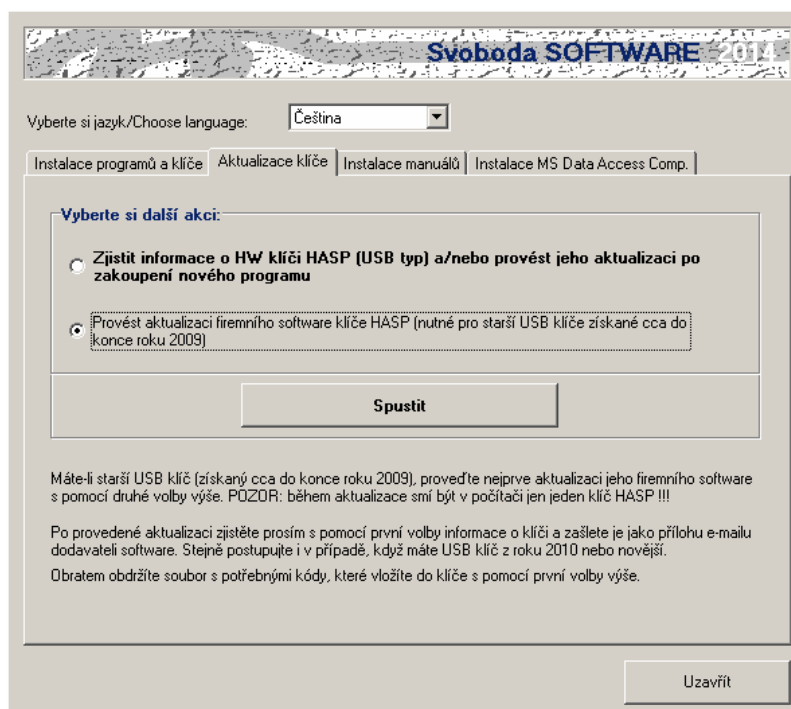 Svoboda SOFTWARE 2014
Vyberte si jazyk/Choose language: Čeština
Instalace programů a klíče Aktualizace klíče Instalace manuálů Instalace MS Data Access Comp.
Vyberte si další akci:
Zjistit informace o HW klíči HASP (USB typ) a/nebo provést jeho aktualizaci po
zakoupení nového programu
Provést aktualizaci firemního software klíče HASP (nutné pro starší USB klíče získané cca do
konce roku 2009)
Spustit
Máte-li starší USB klíč (získaný cca do konce roku 2009), proveďte nejprve aktualizaci jeho firemního software
s pomocí druhé volby výše. POZOR: během aktualizace smí být v počítači jen jeden klíč HASP !!!
Po provedené aktualizaci zjistěte prosím s pomocí první volby informace o klíči a zašlete je jako přílohu e-mailu
dodavateli software. Stejně postupujte i v případě, když máte USB klíč z roku 2010 nebo novější.
Obratem obdržíte soubor s potřebnými kódy, které vložíte do klíče s pomocí první volby výše.
Uzavřít